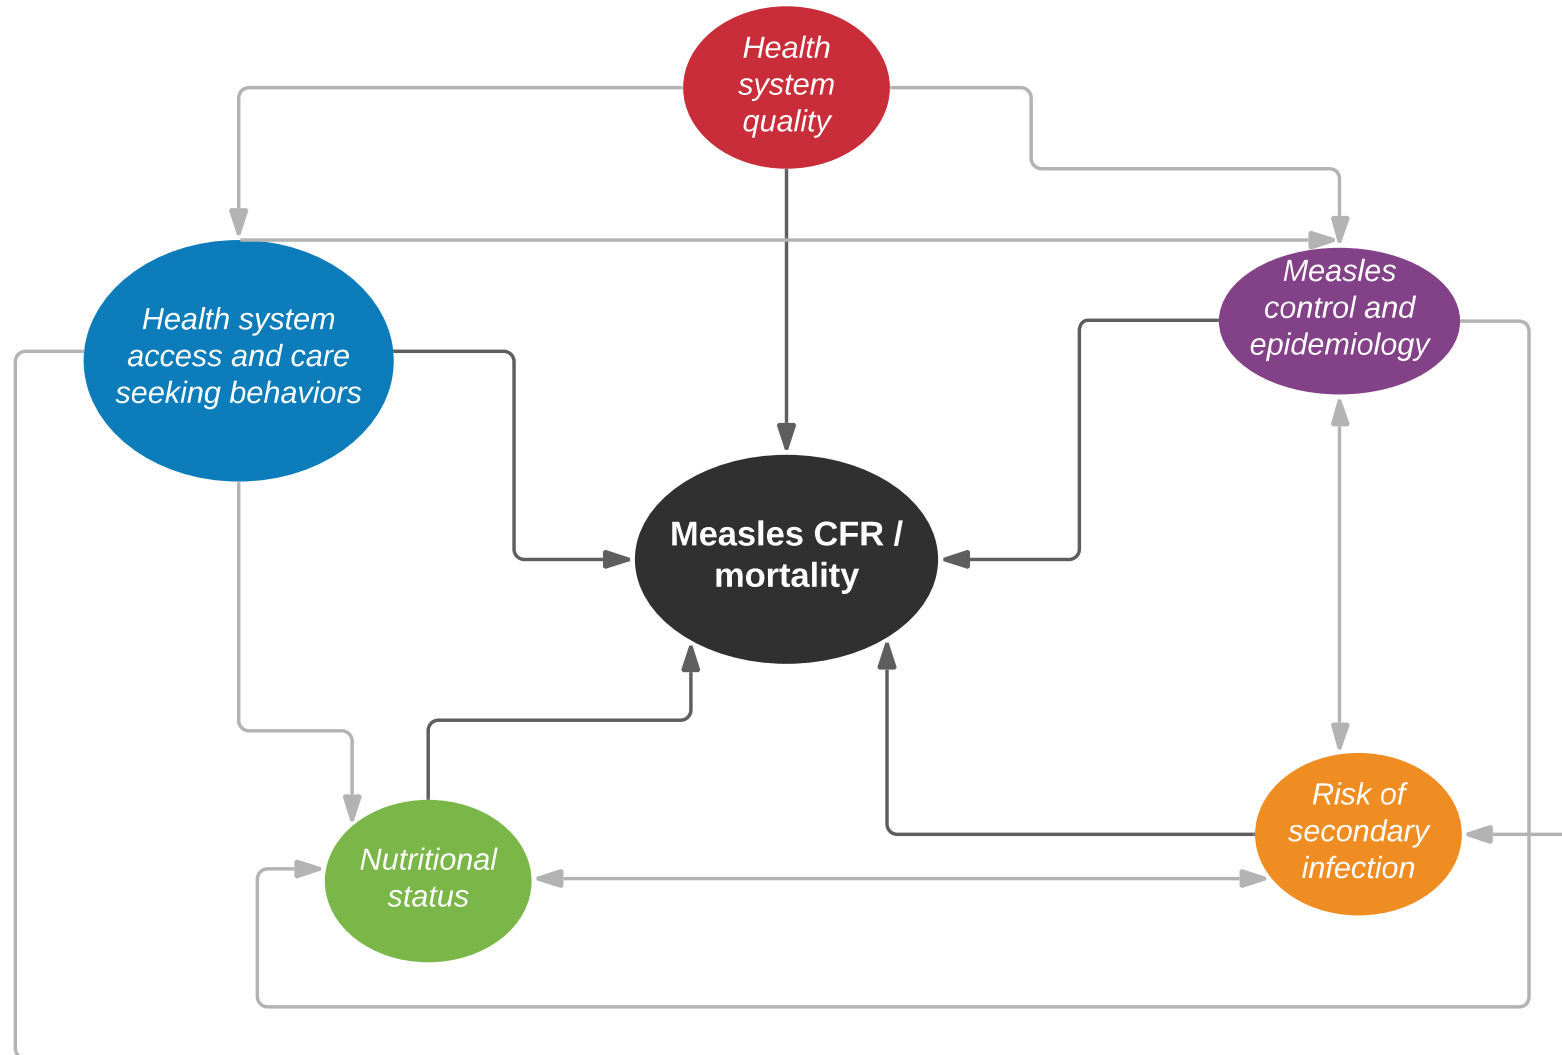 Health
system
quality
Health system
access and care
seeking behaviors
Measles
control and
epidemiology
Measles CFR /
mortality
Nutritional
status
Risk of
secondary
infection